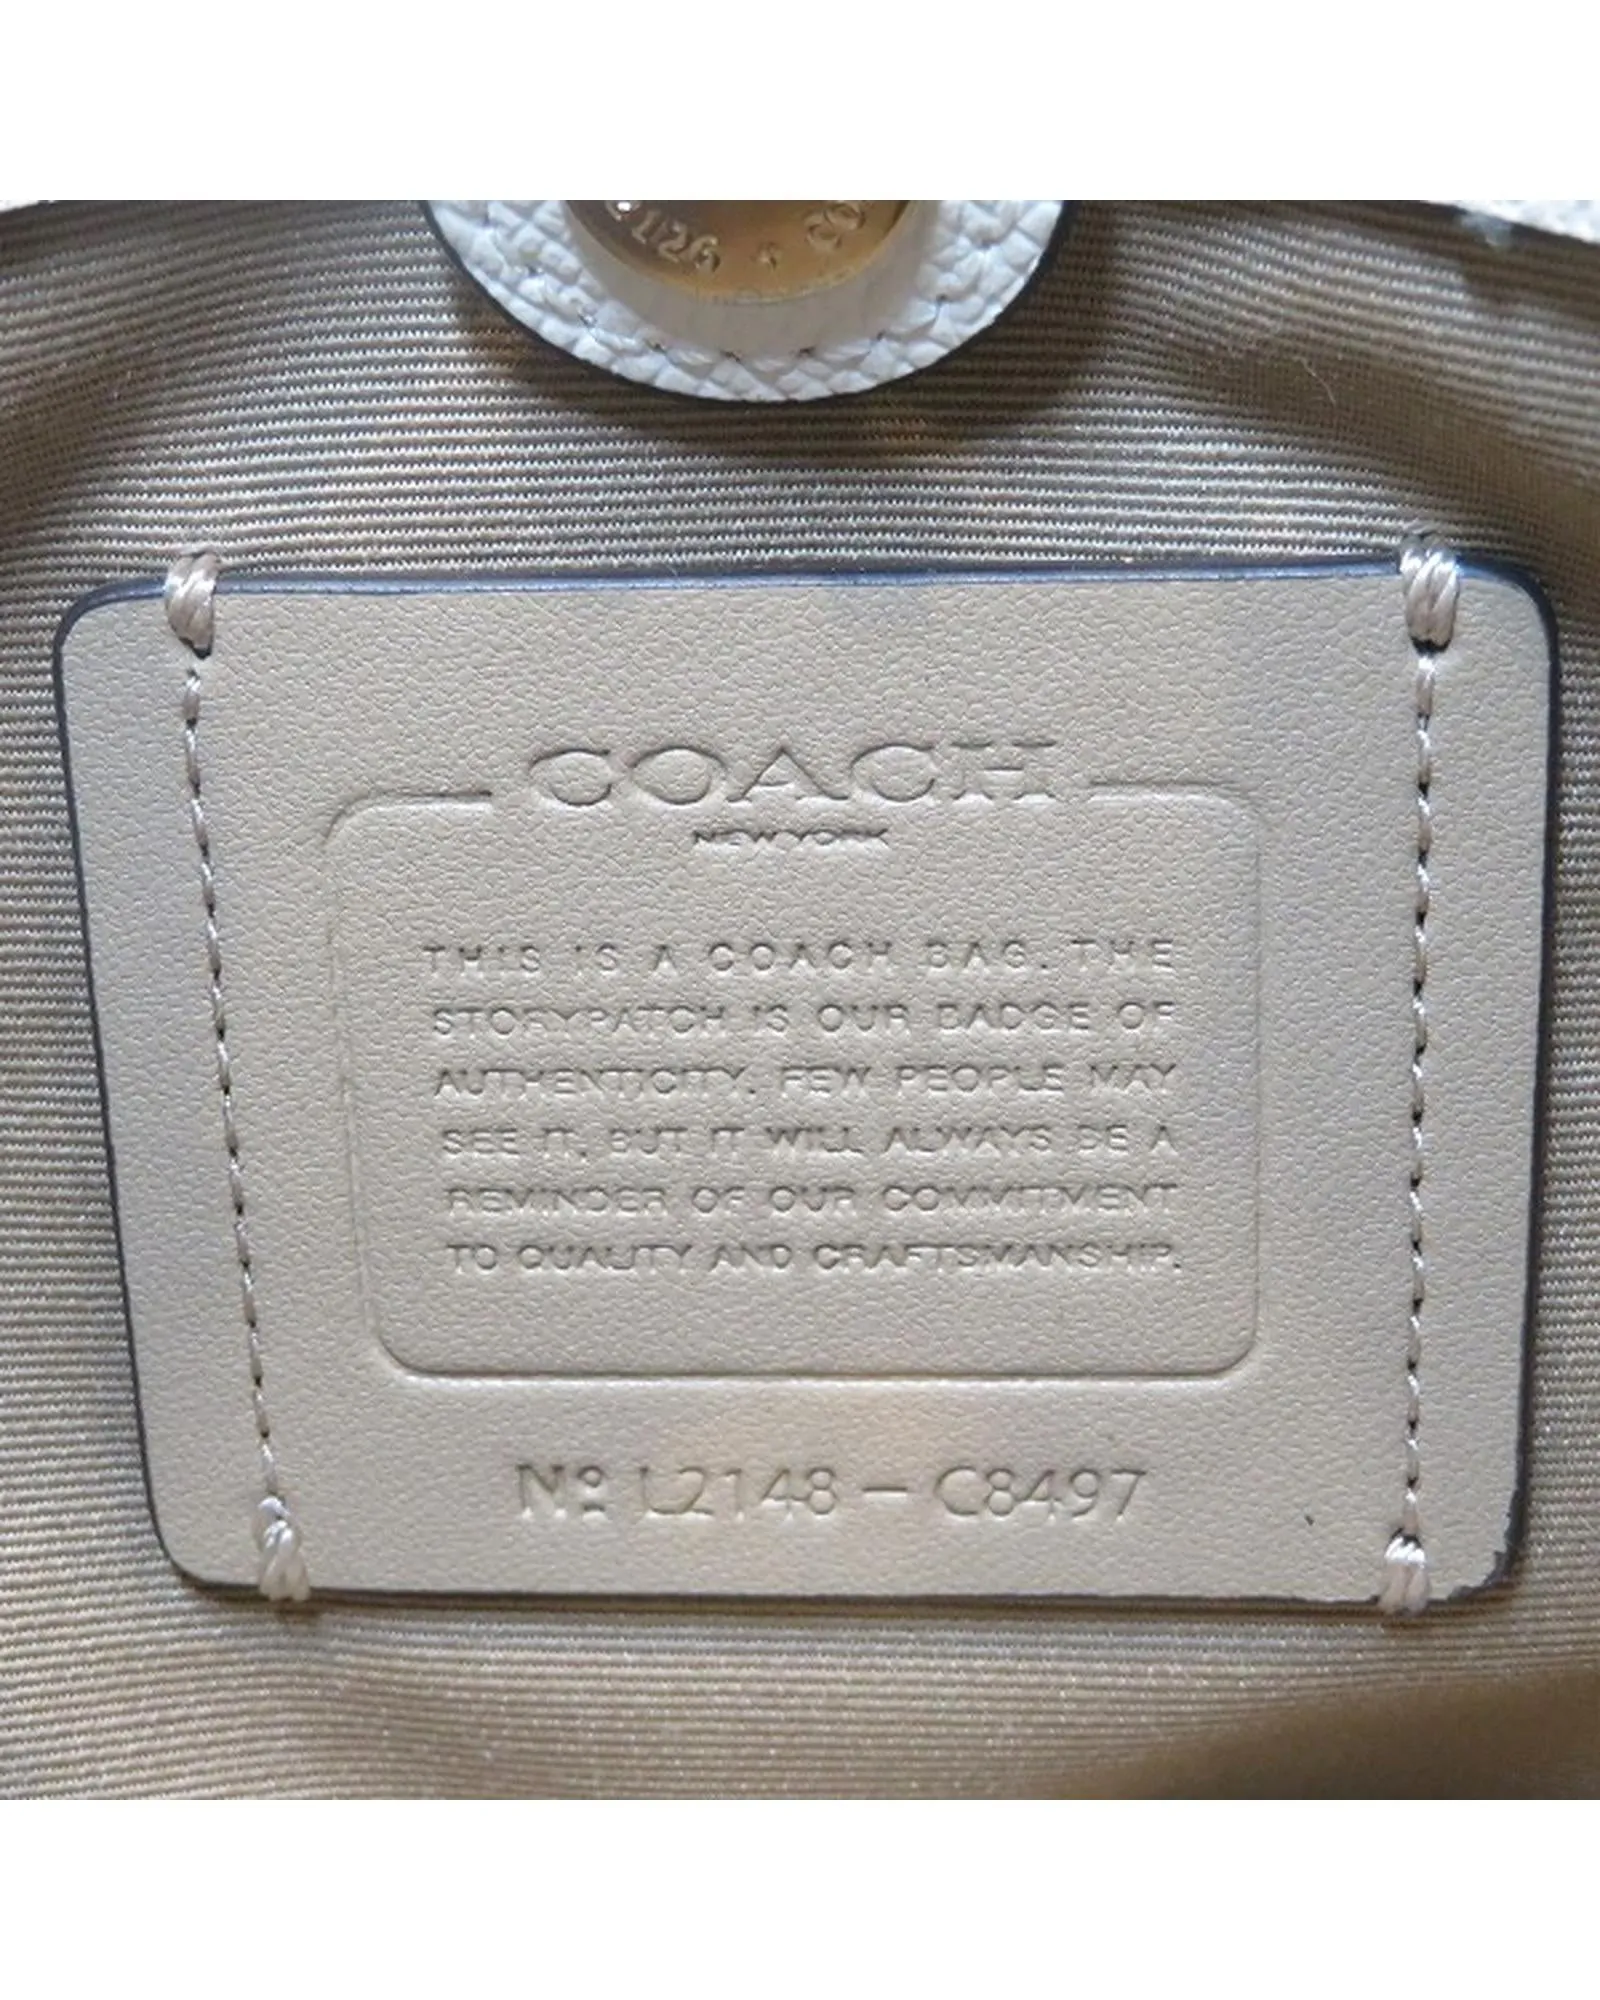 COACH
NEW YORK
THIS IS A COACH BAG. THE
STORYPATCH IS OUR BADGE OF
AUTHENTICITY. FEW PEOPLE MAY
SEE IT, BUT IT WILL ALWAYS BE A
REMINDER OF OUR COMMITMENT
TO QUALITY AND CRAFTSMANSHIP.
Nº L2148 – C8497